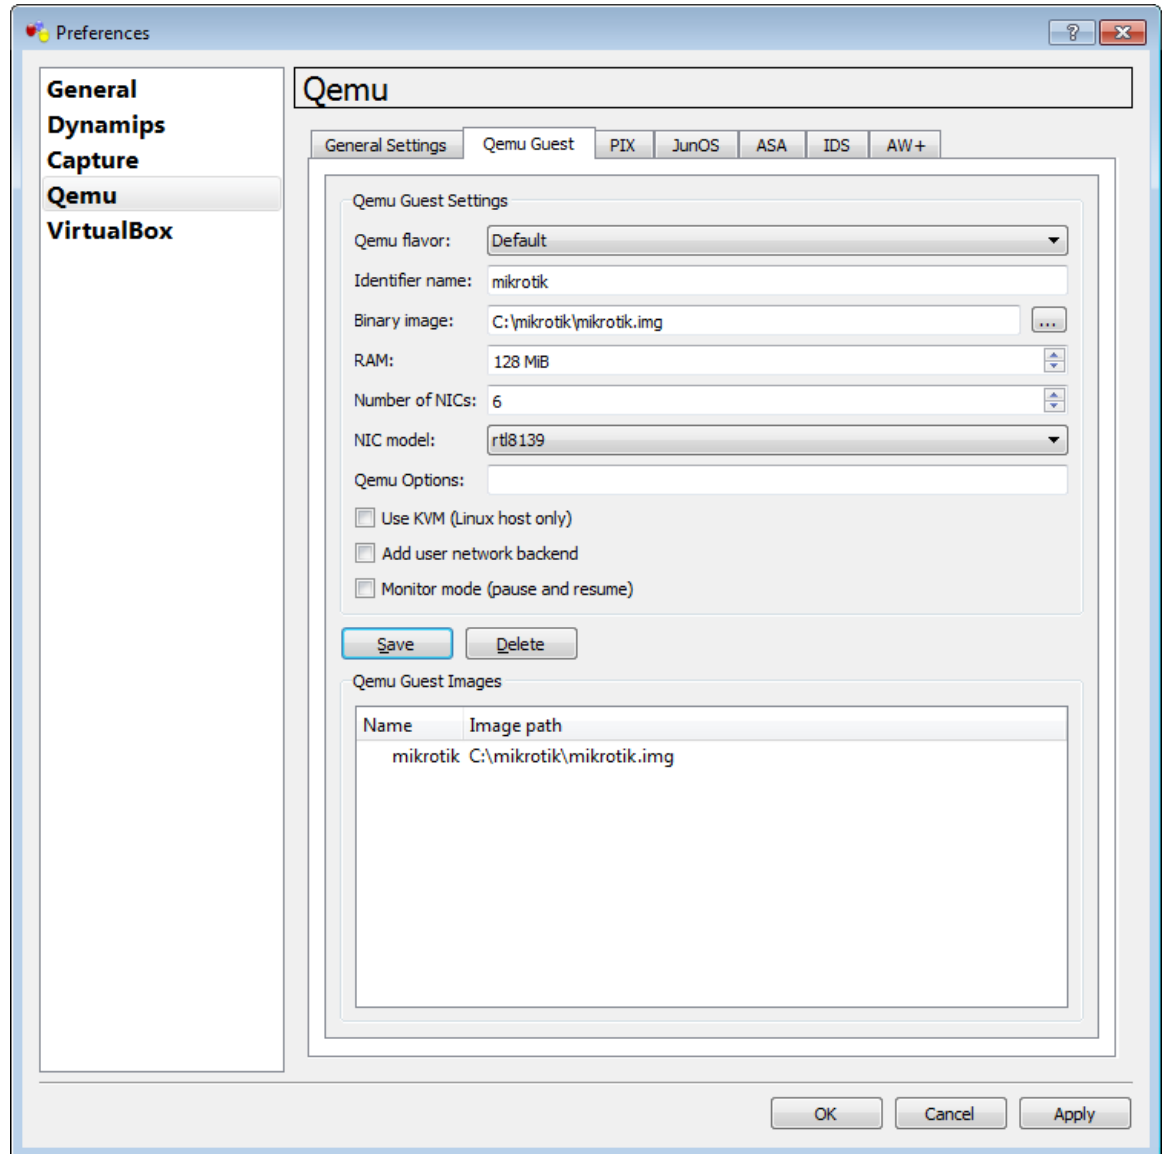 Preferences
General
Dynamips
Capture
Qemu
VirtualBox
Qemu
General Settings Qemu Guest PIX JunOS ASA IDS AW+
Qemu Guest Settings
Qemu flavor: Default
Identifier name: mikrotik
Binary image: C:\mikrotik\mikrotik.img ...
RAM: 128 MiB
Number of NICs: 6
NIC model: rtl8139
Qemu Options:
Use KVM (Linux host only)
Add user network backend
Monitor mode (pause and resume)
Save Delete
Qemu Guest Images
Name Image path
mikrotik C:\mikrotik\mikrotik.img
OK Cancel Apply